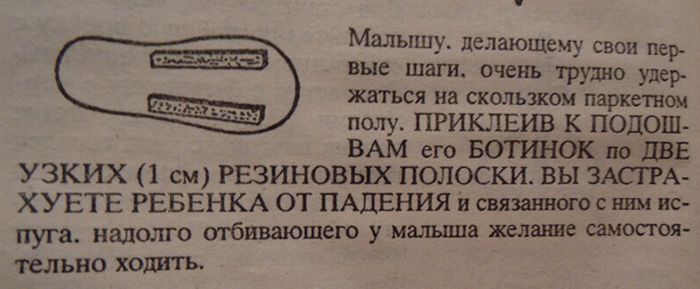 Малышу, делающему свои пер-
вые шаги, очень трудно удер-
жаться на скользком паркетном
полу. ПРИКЛЕИВ К ПОДОШ-
ВАМ его БОТИНОК по ДВЕ
УЗКИХ (1 см) РЕЗИНОВЫХ ПОЛОСКИ, ВЫ ЗАСТРА-
ХУЕТЕ РЕБЕНКА ОТ ПАДЕНИЯ и связанного с ним ис-
пуга, надолго отбивающего у малыша желание самостоя-
тельно ходить.